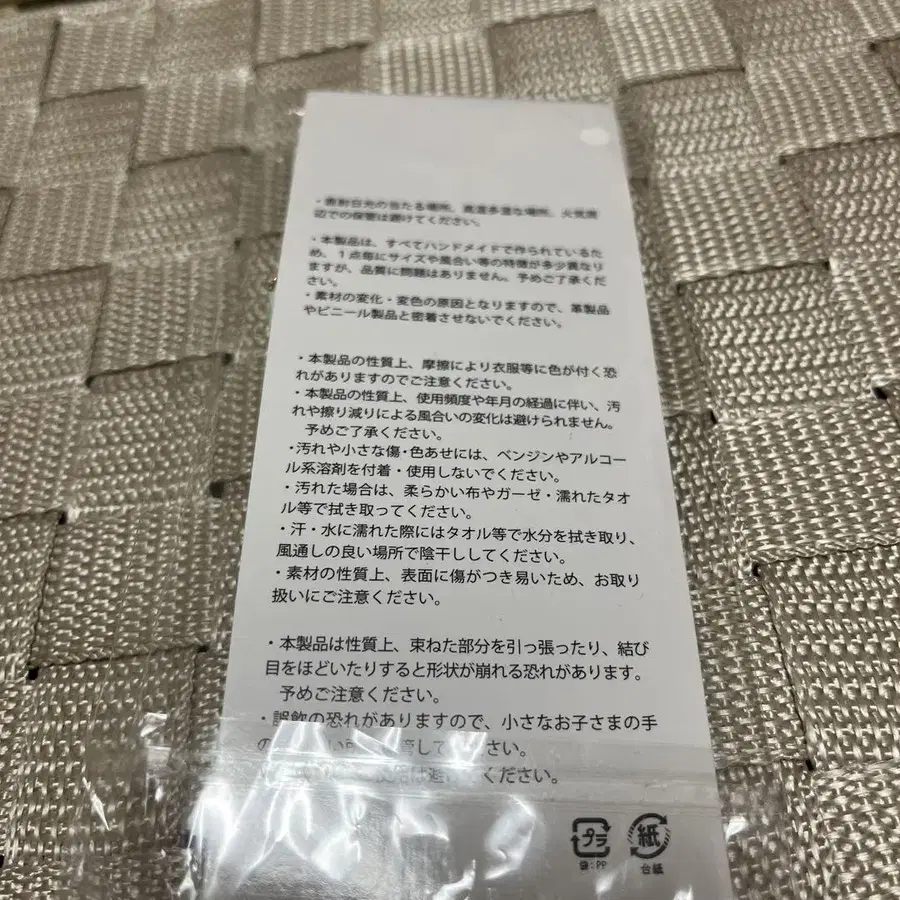 ・直射日光の当たる場所、高温多湿な場所、火気周
辺での保管は避けてください。
・本製品は、すべてハンドメイドで作られているた
め、1点毎にサイズや風合い等の特徴が多少異なり
ますが、品質に問題はありません。予めご了承くだ
さい。
・素材の変化・変色の原因となりますので、革製品
やビニール製品と密着させないでください。
・本製品の性質上、摩擦により衣服等に色が付く恐
れがありますのでご注意ください。
・本製品の性質上、使用頻度や年月の経過に伴い、汚
れや擦り減りによる風合いの変化は避けられません。
予めご了承ください。
・汚れや小さな傷・色あせには、ベンジンやアルコー
ル系溶剤を付着・使用しないでください。
・汚れた場合は、柔らかい布やガーゼ・濡れたタオ
ル等で拭き取ってください。
・汗・水に濡れた際にはタオル等で水分を拭き取り、
風通しの良い場所で陰干ししてください。
・素材の性質上、表面に傷がつき易いため、お取り
扱いにご注意ください。
・本製品は性質上、束ねた部分を引っ張ったり、結び
目をほどいたりすると形状が崩れる恐れがあります。
予めご注意ください。
・誤飲の恐れがありますので、小さなお子さまの手
の い所 管してください。
は避けてください。
プラ 紙
袋:PP 台紙